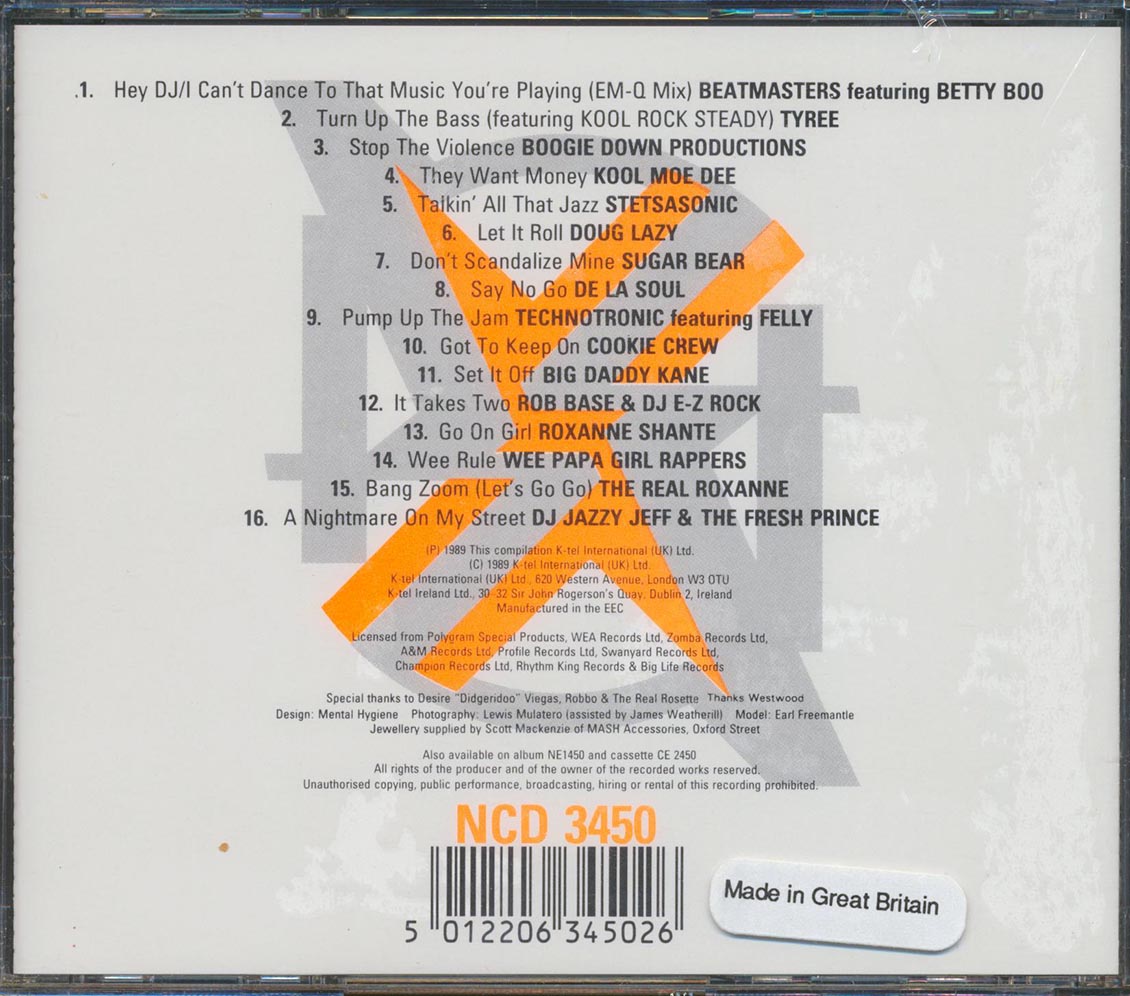 .1. Hey DJ/I Can't Dance To That Music You're Playing (EM-Q Mix) BEATMASTERS featuring BETTY BOO
2. Turn Up The Bass (featuring KOOL ROCK STEADY) TYREE
3. Stop The Violence BOOGIE DOWN PRODUCTIONS
4. They Want Money KOOL MOE DEE
5. Talkin' All That Jazz STETSASONIC
6. Let It Roll DOUG LAZY
7. Don't Scandalize Mine SUGAR BEAR
8. Say No Go DE LA SOUL
9. Pump Up The Jam TECHNOTRONIC featuring FELLY
10. Got To Keep On COOKIE CREW
11. Set It Off BIG DADDY KANE
12. It Takes Two ROB BASE & DJ E-Z ROCK
13. Go On Girl ROXANNE SHANTE
14. Wee Rule WEE PAPA GIRL RAPPERS
15. Bang Zoom (Let's Go Go) THE REAL ROXANNE
16. A Nightmare On My Street DJ JAZZY JEFF & THE FRESH PRINCE
(P) 1989 This compilation K-tel International (UK) Ltd.
(C) 1989 K-tel International (UK) Ltd.
K-tel International (UK) Ltd., 620 Western Avenue, London W3 0TU
K-tel Ireland Ltd., 30-32 Sir John Rogerson's Quay, Dublin 2, Ireland
Manufactured in the EEC
Licensed from Polygram Special Products, WEA Records Ltd, Zomba Records Ltd,
A&M Records Ltd, Profile Records Ltd, Swanyard Records Ltd,
Champion Records Ltd, Rhythm King Records & Big Life Records
Special thanks to Desire "Didgeridoo" Viegas, Robbo & The Real Rosette Thanks Westwood
Design: Mental Hygiene Photography: Lewis Mulatero (assisted by James Weatherill) Model: Earl Freemantle
Jewellery supplied by Scott Mackenzie of MASH Accessories, Oxford Street
Also available on album NE1450 and cassette CE 2450
All rights of the producer and of the owner of the recorded works reserved.
Unauthorised copying, public performance, broadcasting, hiring or rental of this recording prohibited.
NCD 3450
5 012206 345026
Made in Great Britain